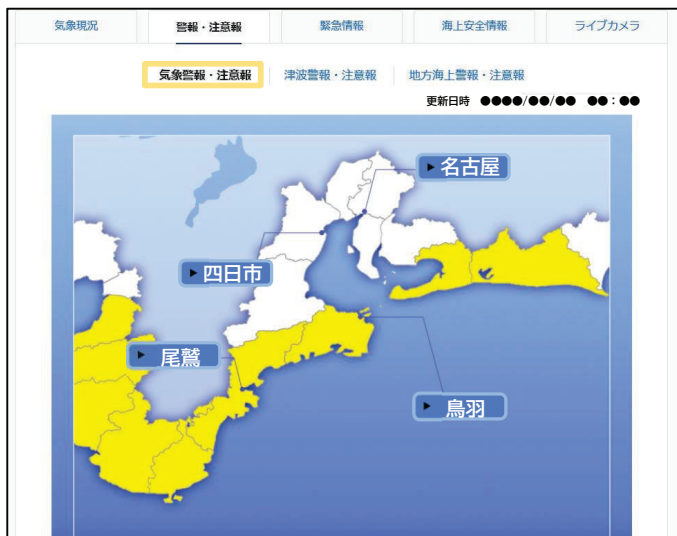 気象現況 警報・注意報 緊急情報 海上安全情報 ライブカメラ
気象警報・注意報 津波警報・注意報 地方海上警報・注意報
更新日時 ●●●●/●●/●● ●●:●●
▶名古屋
▶四日市
▶尾鷲
▶鳥羽